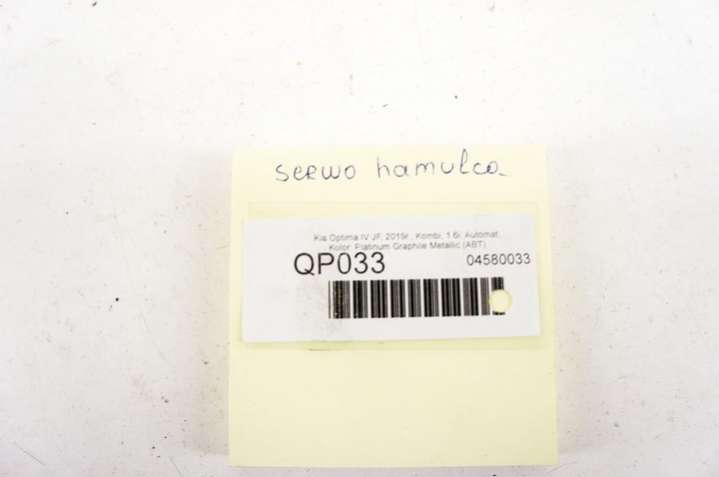 serwo hamulca
Kia Optima IV JF, 2019r., Kombi, 1.6i, Automat,
Kolor: Platinum Graphite Metallic (ABT)
QP033 04580033